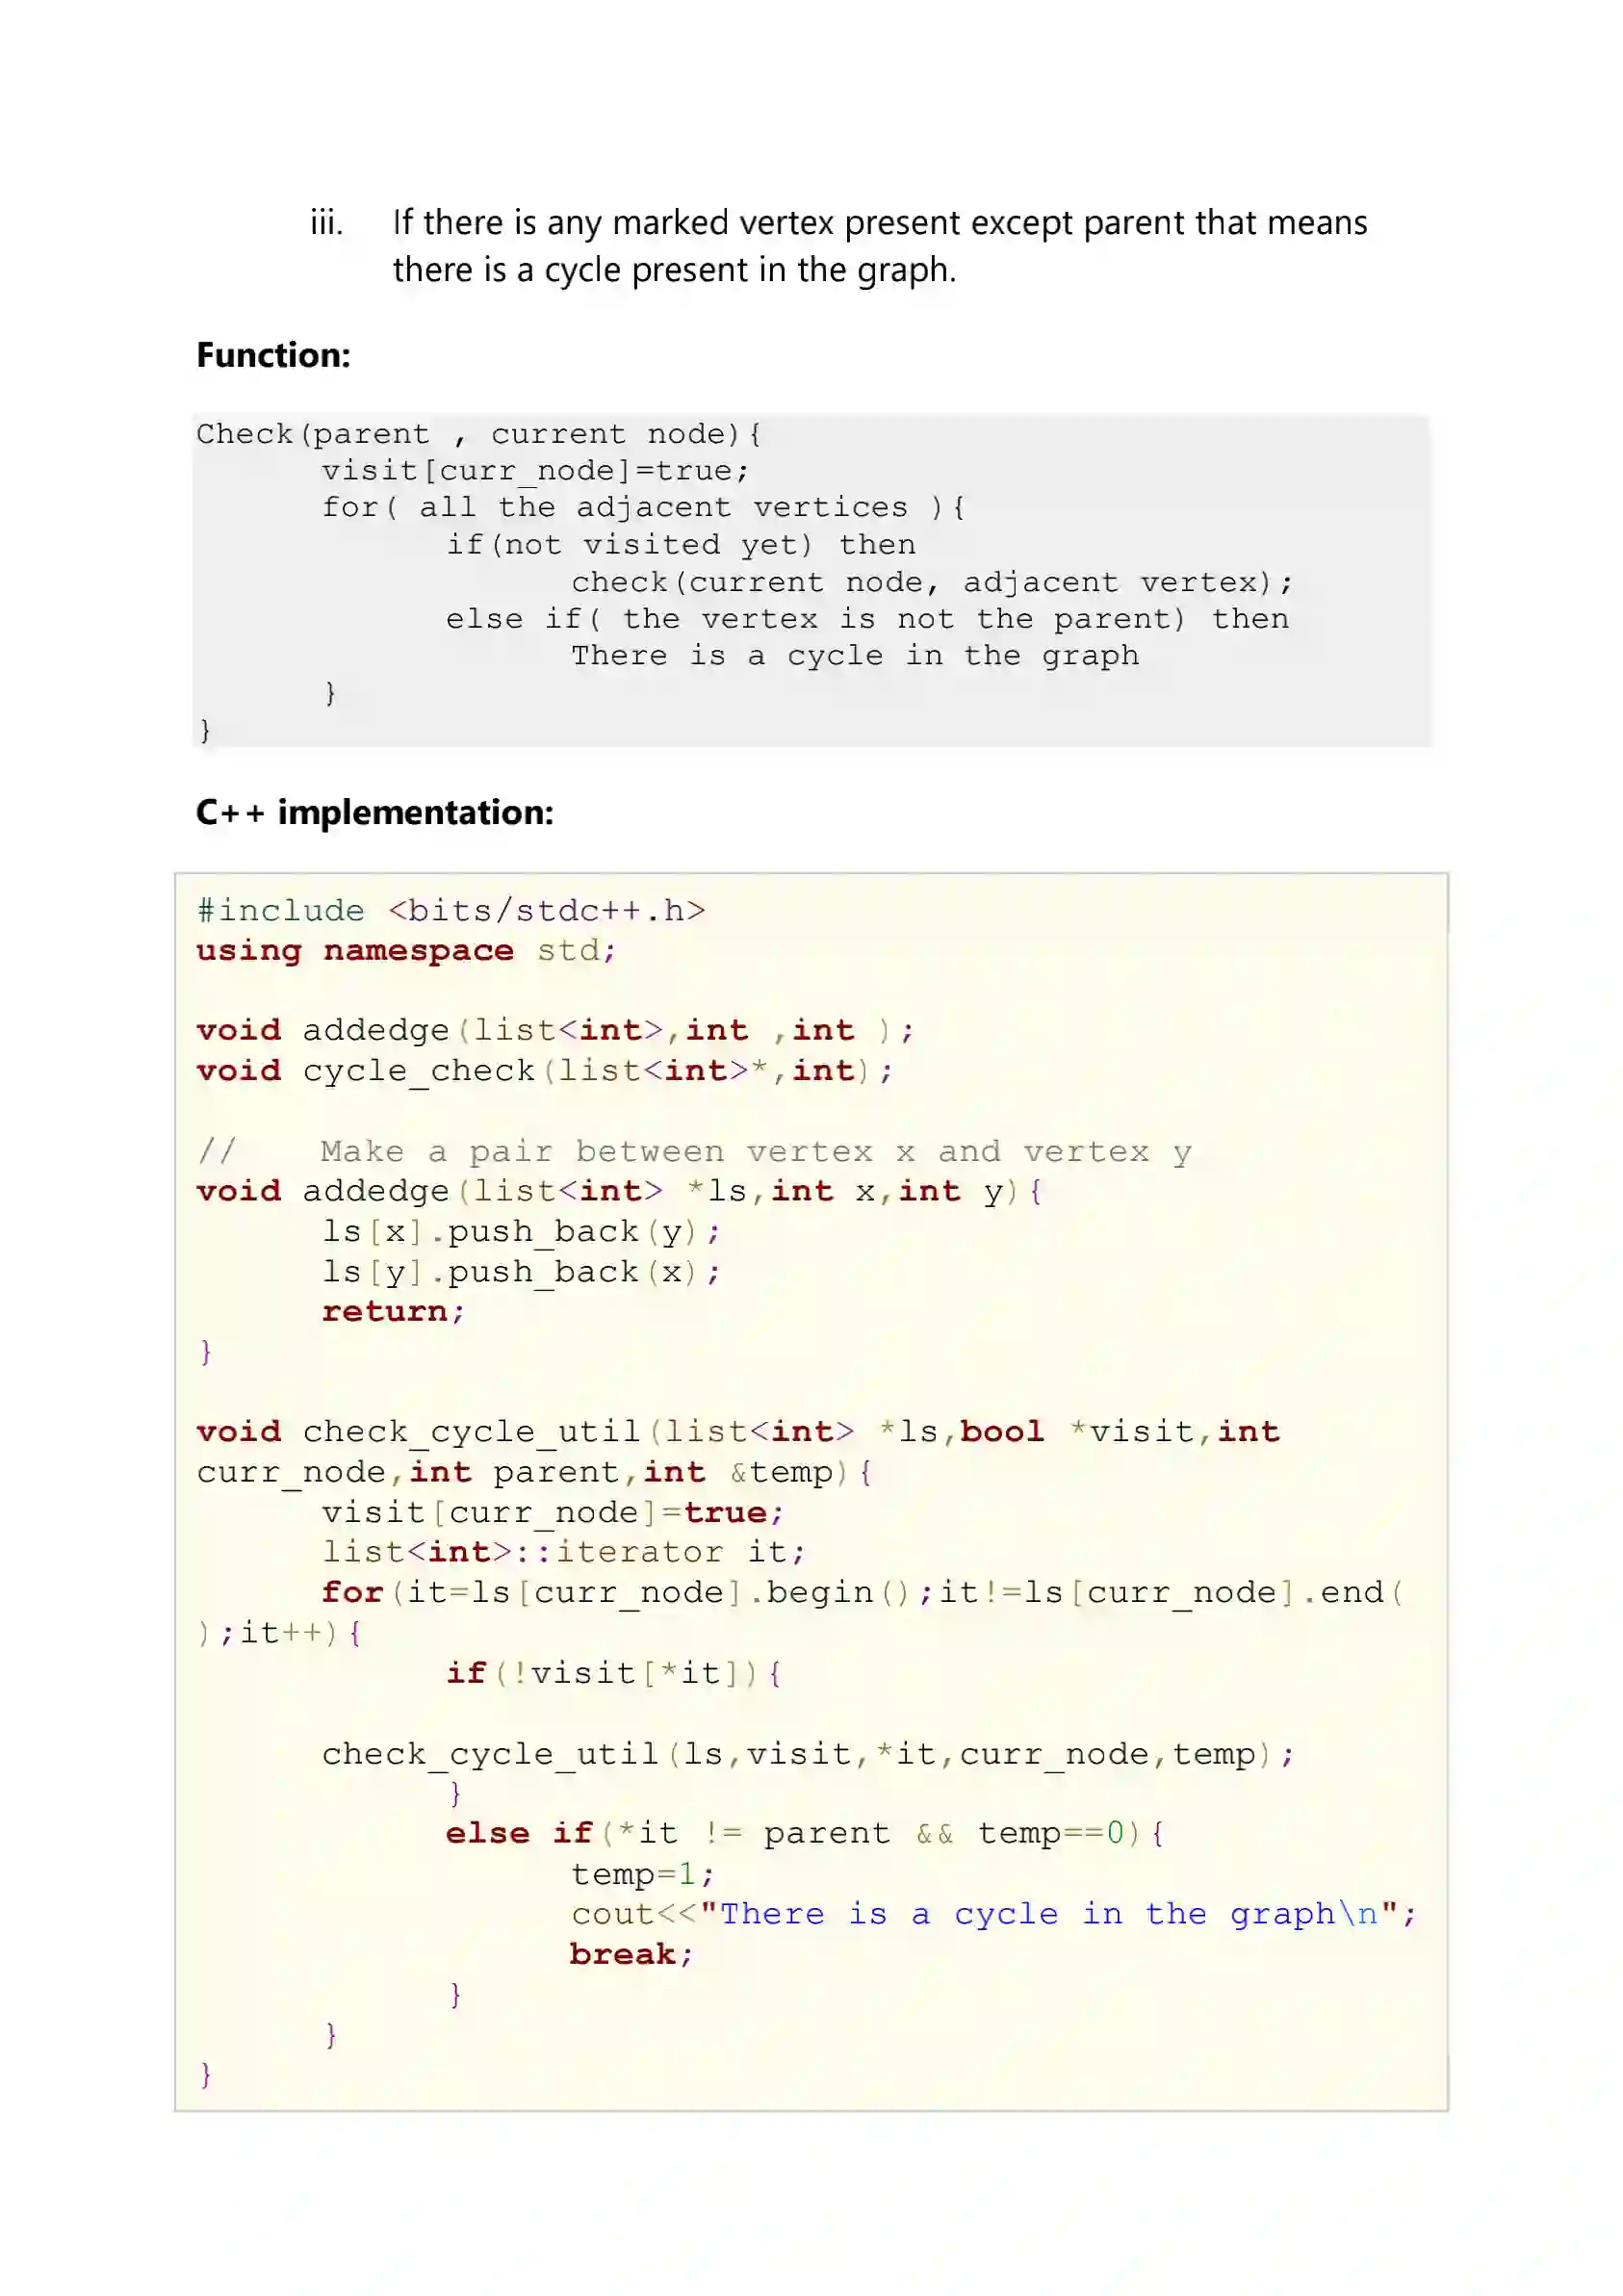 iii. If there is any marked vertex present except parent that means
there is a cycle present in the graph.
Function:
Check(parent , current node){
visit[curr_node]=true;
for( all the adjacent vertices ){
if(not visited yet) then
check(current node, adjacent vertex);
else if( the vertex is not the parent) then
There is a cycle in the graph
}
}
C++ implementation:
#include <bits/stdc++.h>
using namespace std;
void addedge(list<int>,int ,int );
void cycle_check(list<int>*,int);
// Make a pair between vertex x and vertex y
void addedge(list<int> *ls,int x,int y){
ls[x].push_back(y);
ls[y].push_back(x);
return;
}
void check_cycle_util(list<int> *ls,bool *visit,int
curr_node,int parent,int &temp){
visit[curr_node]=true;
list<int>::iterator it;
for(it=ls[curr_node].begin();it!=ls[curr_node].end(
);it++){
if(!visit[*it]){
check_cycle_util(ls,visit,*it,curr_node,temp);
}
else if(*it != parent && temp==0){
temp=1;
cout<<"There is a cycle in the graph\n";
break;
}
}
}